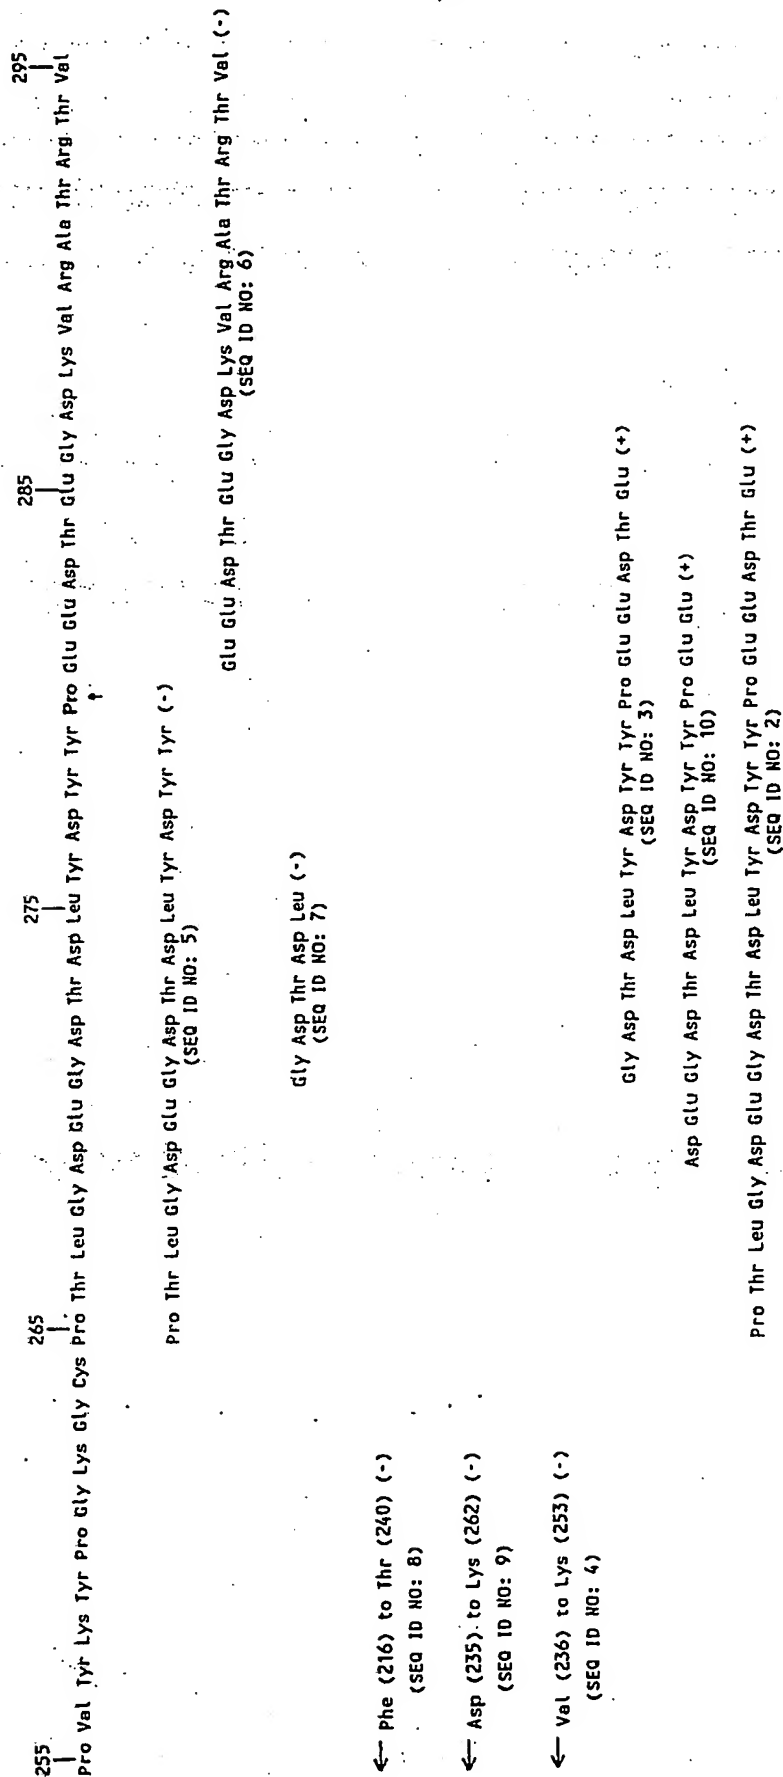 255 265 275 285 295
Pro Val Tyr Lys Tyr Pro Gly Lys Gly Cys Pro Thr Leu Gly Asp Glu Gly Asp Thr Asp Leu Tyr Asp Tyr Tyr Pro Glu Glu Asp Thr Glu Gly Asp Lys Val Arg Ala Thr Arg Thr Val
Pro Thr Leu Gly Asp Glu Gly Asp Thr Asp Leu Tyr Asp Tyr Tyr (-)
(SEQ ID NO: 5)
Glu Glu Asp Thr Glu Gly Asp Lys Val Arg Ala Thr Arg Thr Val (-)
(SEQ ID NO: 6)
Gly Asp Thr Asp Leu (-)
(SEQ ID NO: 7)
← Phe (216) to Thr (240) (-)
(SEQ ID NO: 8)
← Asp (235) to Lys (262) (-)
(SEQ ID NO: 9)
← Val (236) to Lys (253) (-)
(SEQ ID NO: 4)
Gly Asp Thr Asp Leu Tyr Asp Tyr Tyr Pro Glu Glu Asp Thr Glu (+)
(SEQ ID NO: 3)
Asp Glu Gly Asp Thr Asp Leu Tyr Asp Tyr Tyr Pro Glu Glu (+)
(SEQ ID NO: 10)
Pro Thr Leu Gly Asp Glu Gly Asp Thr Asp Leu Tyr Asp Tyr Tyr Pro Glu Glu Asp Thr Glu (+)
(SEQ ID NO: 2)